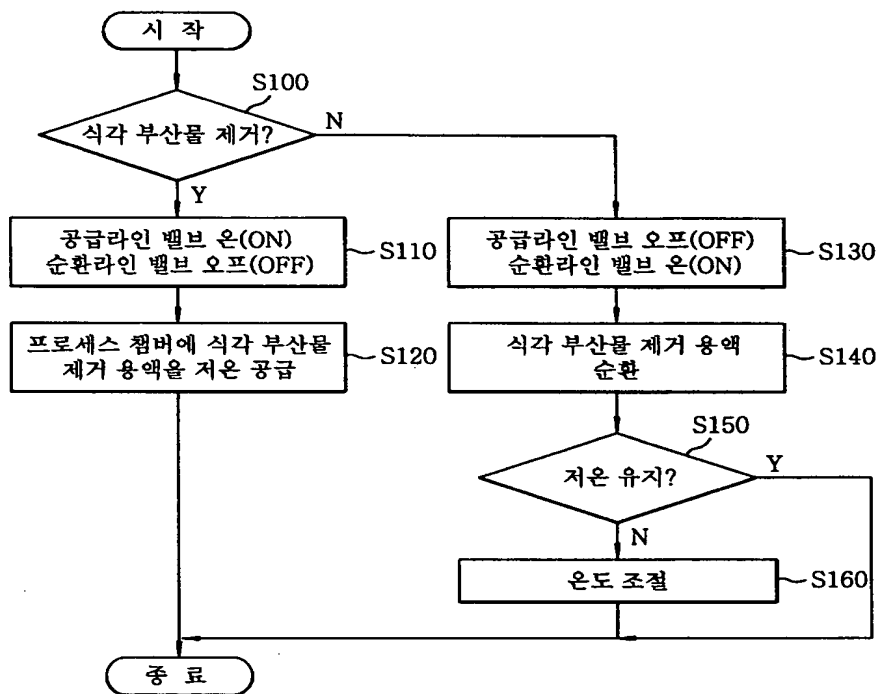 시 작
S100
식각 부산물 제거?
N
Y
공급라인 밸브 온(ON)
순환라인 밸브 오프(OFF)
S110
공급라인 밸브 오프(OFF)
순환라인 밸브 온(ON)
S130
프로세스 챔버에 식각 부산물
제거 용액을 저온 공급
S120
식각 부산물 제거 용액
순환
S140
S150
저온 유지?
Y
N
온도 조절
S160
종 료